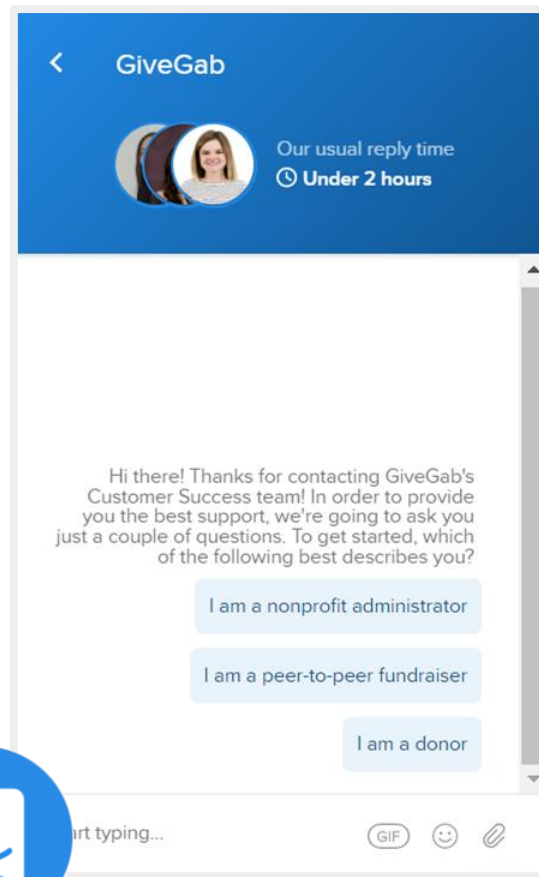 GiveGab
Our usual reply time
Under 2 hours
Hi there! Thanks for contacting GiveGab's
Customer Success team! In order to provide
you the best support, we're going to ask you
just a couple of questions. To get started, which
of the following best describes you?
I am a nonprofit administrator
I am a peer-to-peer fundraiser
I am a donor
art typing...
GIF